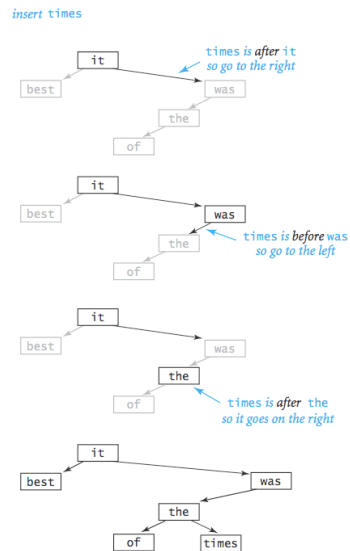 insert times
it
times is after it
so go to the right
best
was
the
of
it
best
was
the
times is before was
so go to the left
of
it
best
was
the
of
times is after the
so it goes on the right
it
best
was
the
of
times